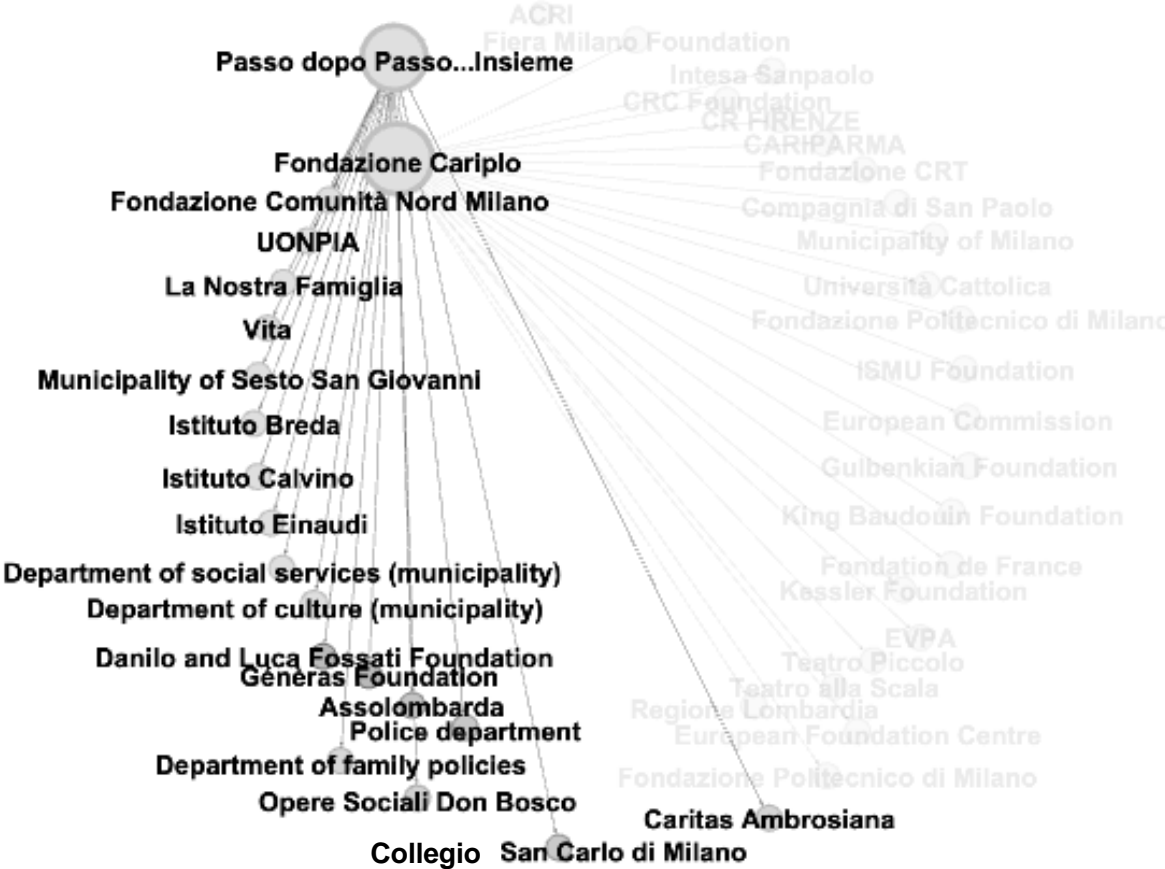 ACRI
Fiera Milano Foundation
Passo dopo Passo...Insieme
Intesa Sanpaolo
CRC Foundation
CR FIRENZE
CARIPARMA
Fondazione Cariplo
Fondazione CRT
Fondazione Comunità Nord Milano
Compagnia di San Paolo
UONPIA
Municipality of Milano
La Nostra Famiglia
Università Cattolica
Vita
Fondazione Politecnico di Milano
Municipality of Sesto San Giovanni
ISMU Foundation
Istituto Breda
European Commission
Istituto Calvino
Gulbenkian Foundation
Istituto Einaudi
King Baudouin Foundation
Department of social services (municipality)
Fondation de France
Kessler Foundation
Department of culture (municipality)
EVPA
Danilo and Luca Fossati Foundation
Teatro Piccolo
Géneras Foundation
Teatro alla Scala
Assolombarda
Regione Lombardia
Police department
European Foundation Centre
Department of family policies
Fondazione Politecnico di Milano
Opere Sociali Don Bosco
Caritas Ambrosiana
Collegio San Carlo di Milano